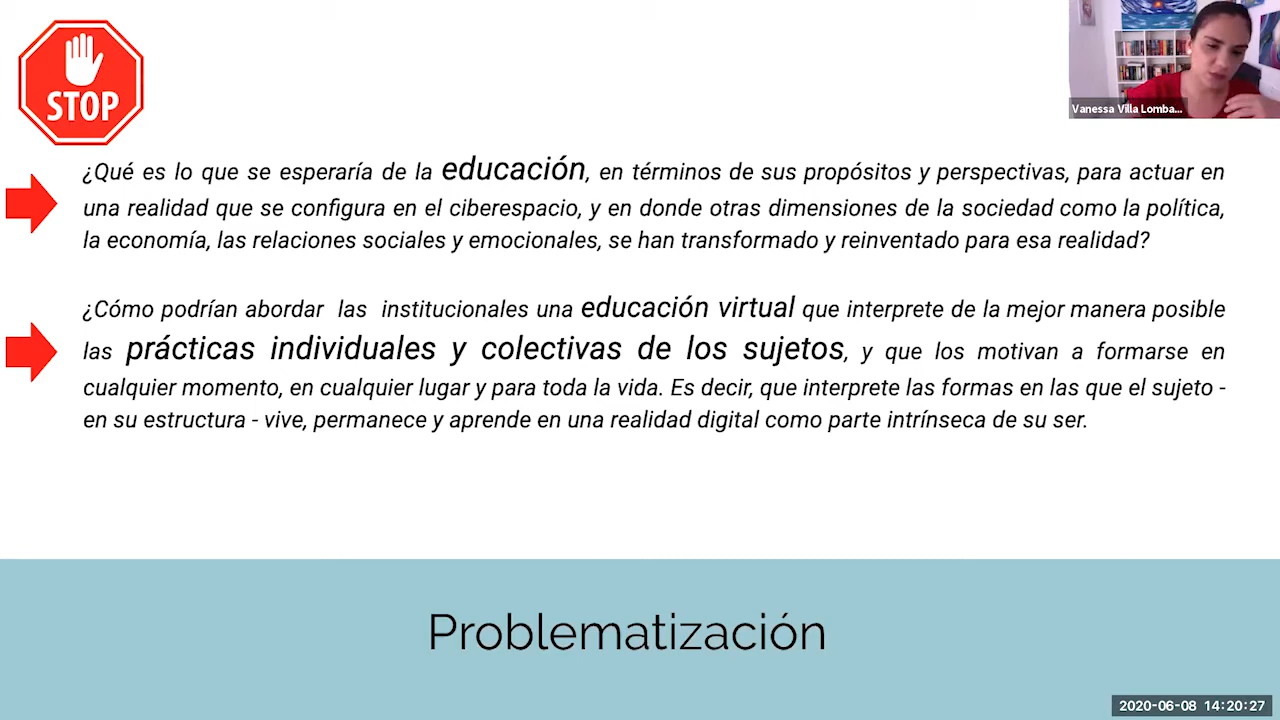 STOP
Vanessa Villa Lomba...
¿Qué es lo que se esperaría de la educación, en términos de sus propósitos y perspectivas, para actuar en
una realidad que se configura en el ciberespacio, y en donde otras dimensiones de la sociedad como la política,
la economía, las relaciones sociales y emocionales, se han transformado y reinventado para esa realidad?
¿Cómo podrían abordar las institucionales una educación virtual que interprete de la mejor manera posible
las prácticas individuales y colectivas de los sujetos, y que los motivan a formarse en
cualquier momento, en cualquier lugar y para toda la vida. Es decir, que interprete las formas en las que el sujeto -
en su estructura - vive, permanece y aprende en una realidad digital como parte intrínseca de su ser.
Problematización
2020-06-08 14:20:27